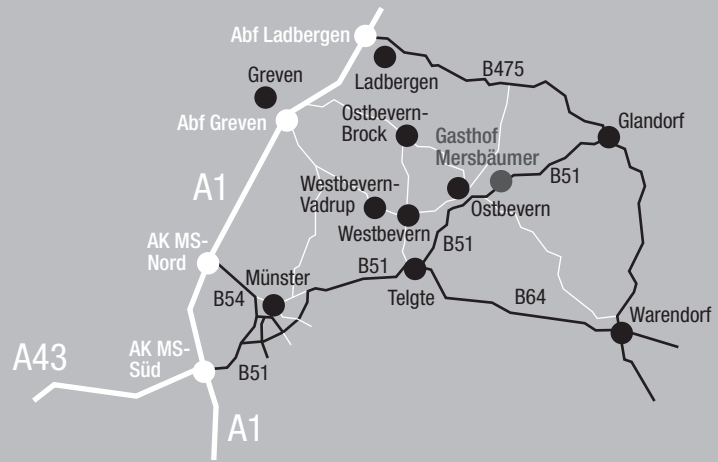 Abf Ladbergen
Greven
Ladbergen
B475
Abf Greven
Ostbevern-
Brock
Gasthof
Mersbäumer
Glandorf
A1
Westbevern-
Vadrup
B51
Ostbevern
Westbevern
B51
AK MS-
Nord
Münster
B51
B54
Telgte
B64
Warendorf
A43
AK MS-
Süd
B51
A1